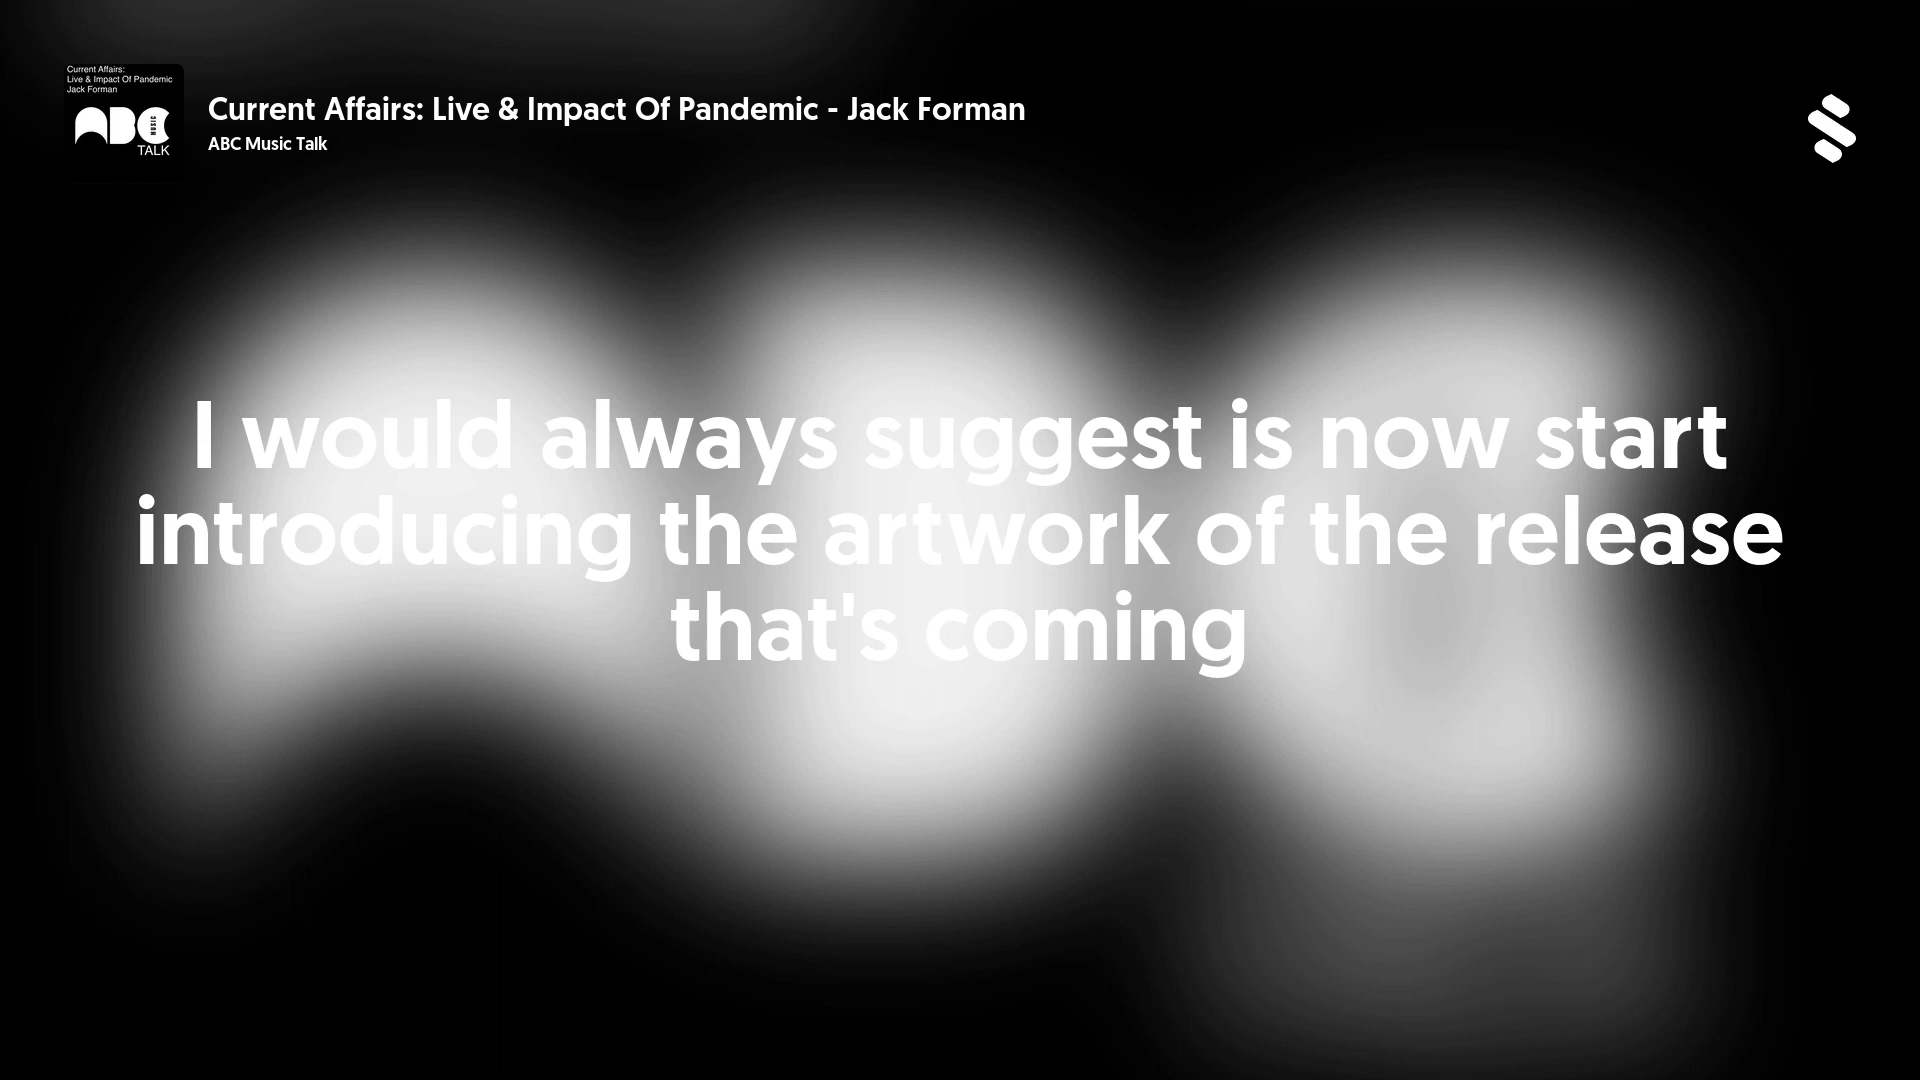 Current Affairs:
Live & Impact Of Pandemic
Jack Forman
ABC MUSIC
TALK
Current Affairs: Live & Impact Of Pandemic - Jack Forman
ABC Music Talk
I would always suggest is now start
introducing the artwork of the release
that's coming